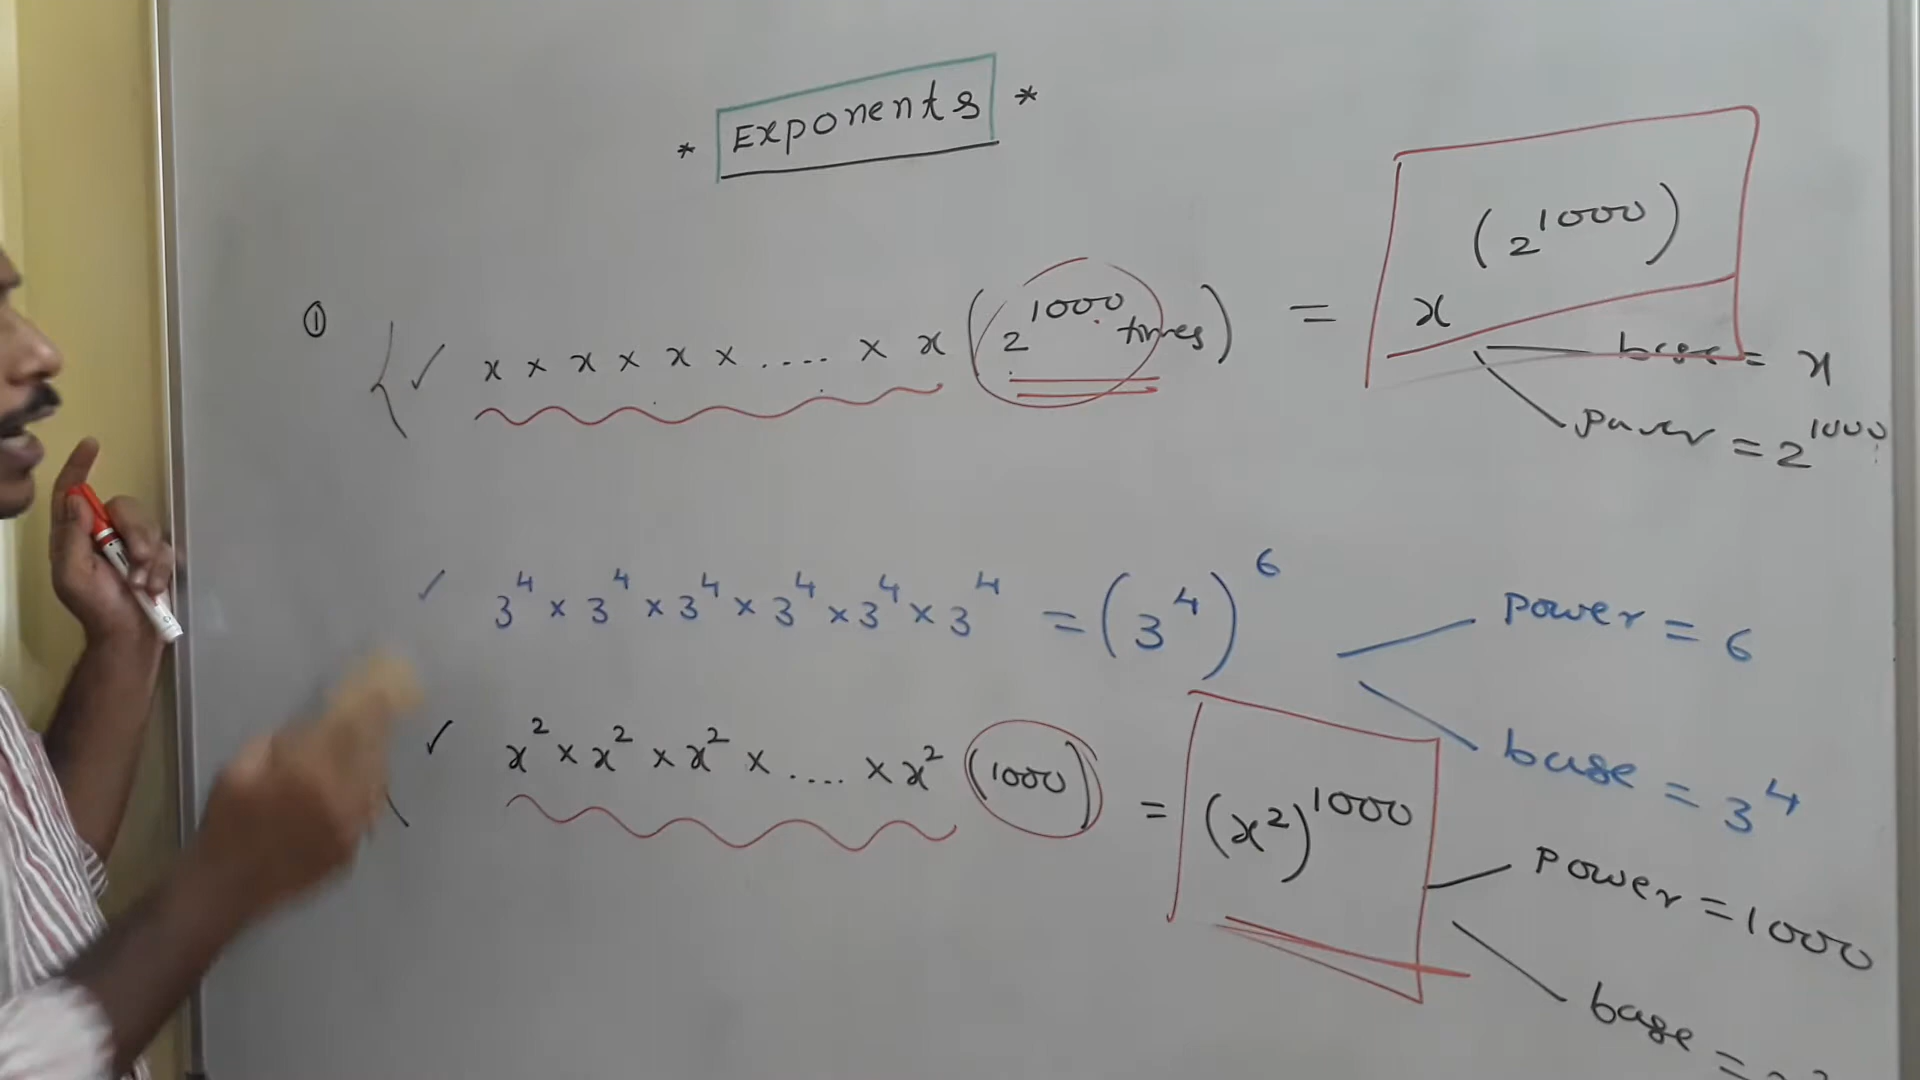 * Exponents *
① ✓ x × x × x × .... × x (2^1000 times) = x^(2^1000)
base = x
power = 2^1000
✓ 3^4 × 3^4 × 3^4 × 3^4 × 3^4 × 3^4 = (3^4)^6
power = 6
base = 3^4
✓ x^2 × x^2 × x^2 × .... × x^2 (1000) = (x^2)^1000
power = 1000
base =